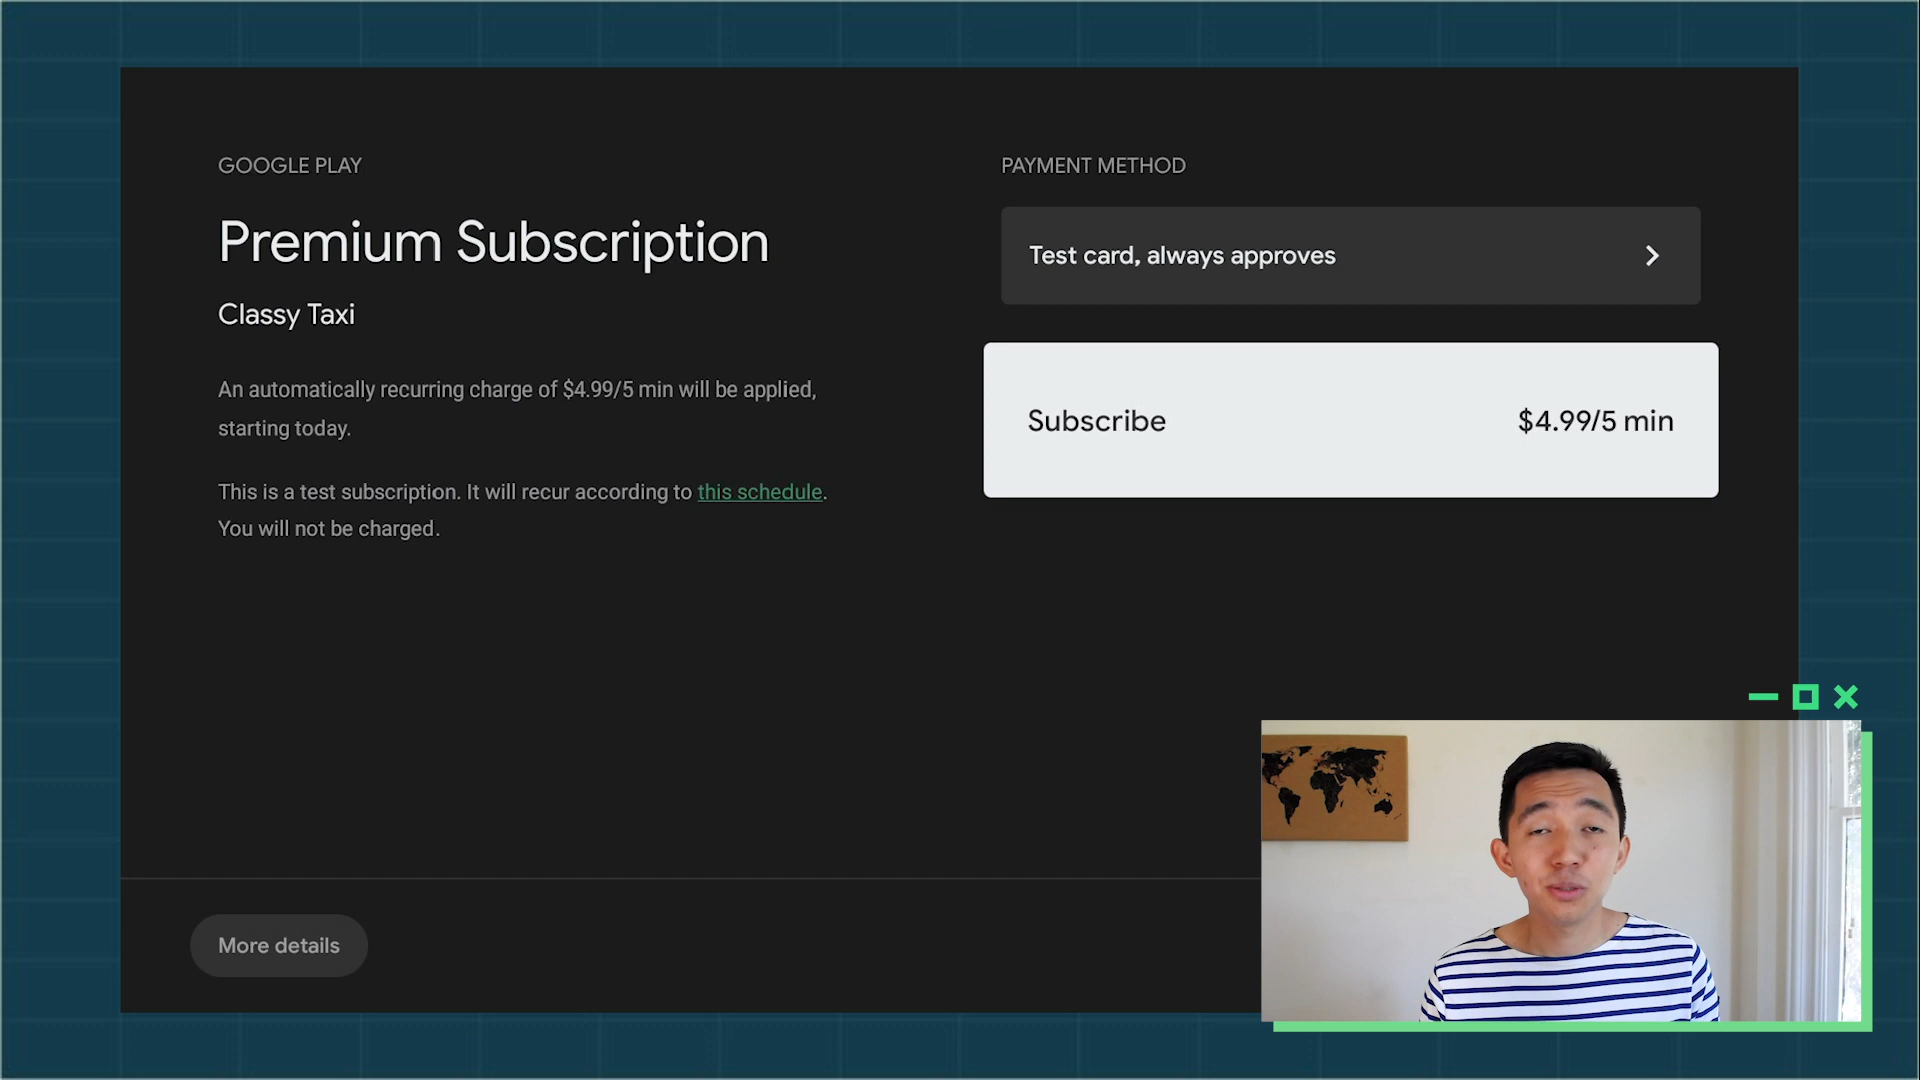 GOOGLE PLAY
Premium Subscription
Classy Taxi
An automatically recurring charge of $4.99/5 min will be applied,
starting today.
This is a test subscription. It will recur according to this schedule.
You will not be charged.
PAYMENT METHOD
Test card, always approves
Subscribe $4.99/5 min
More details